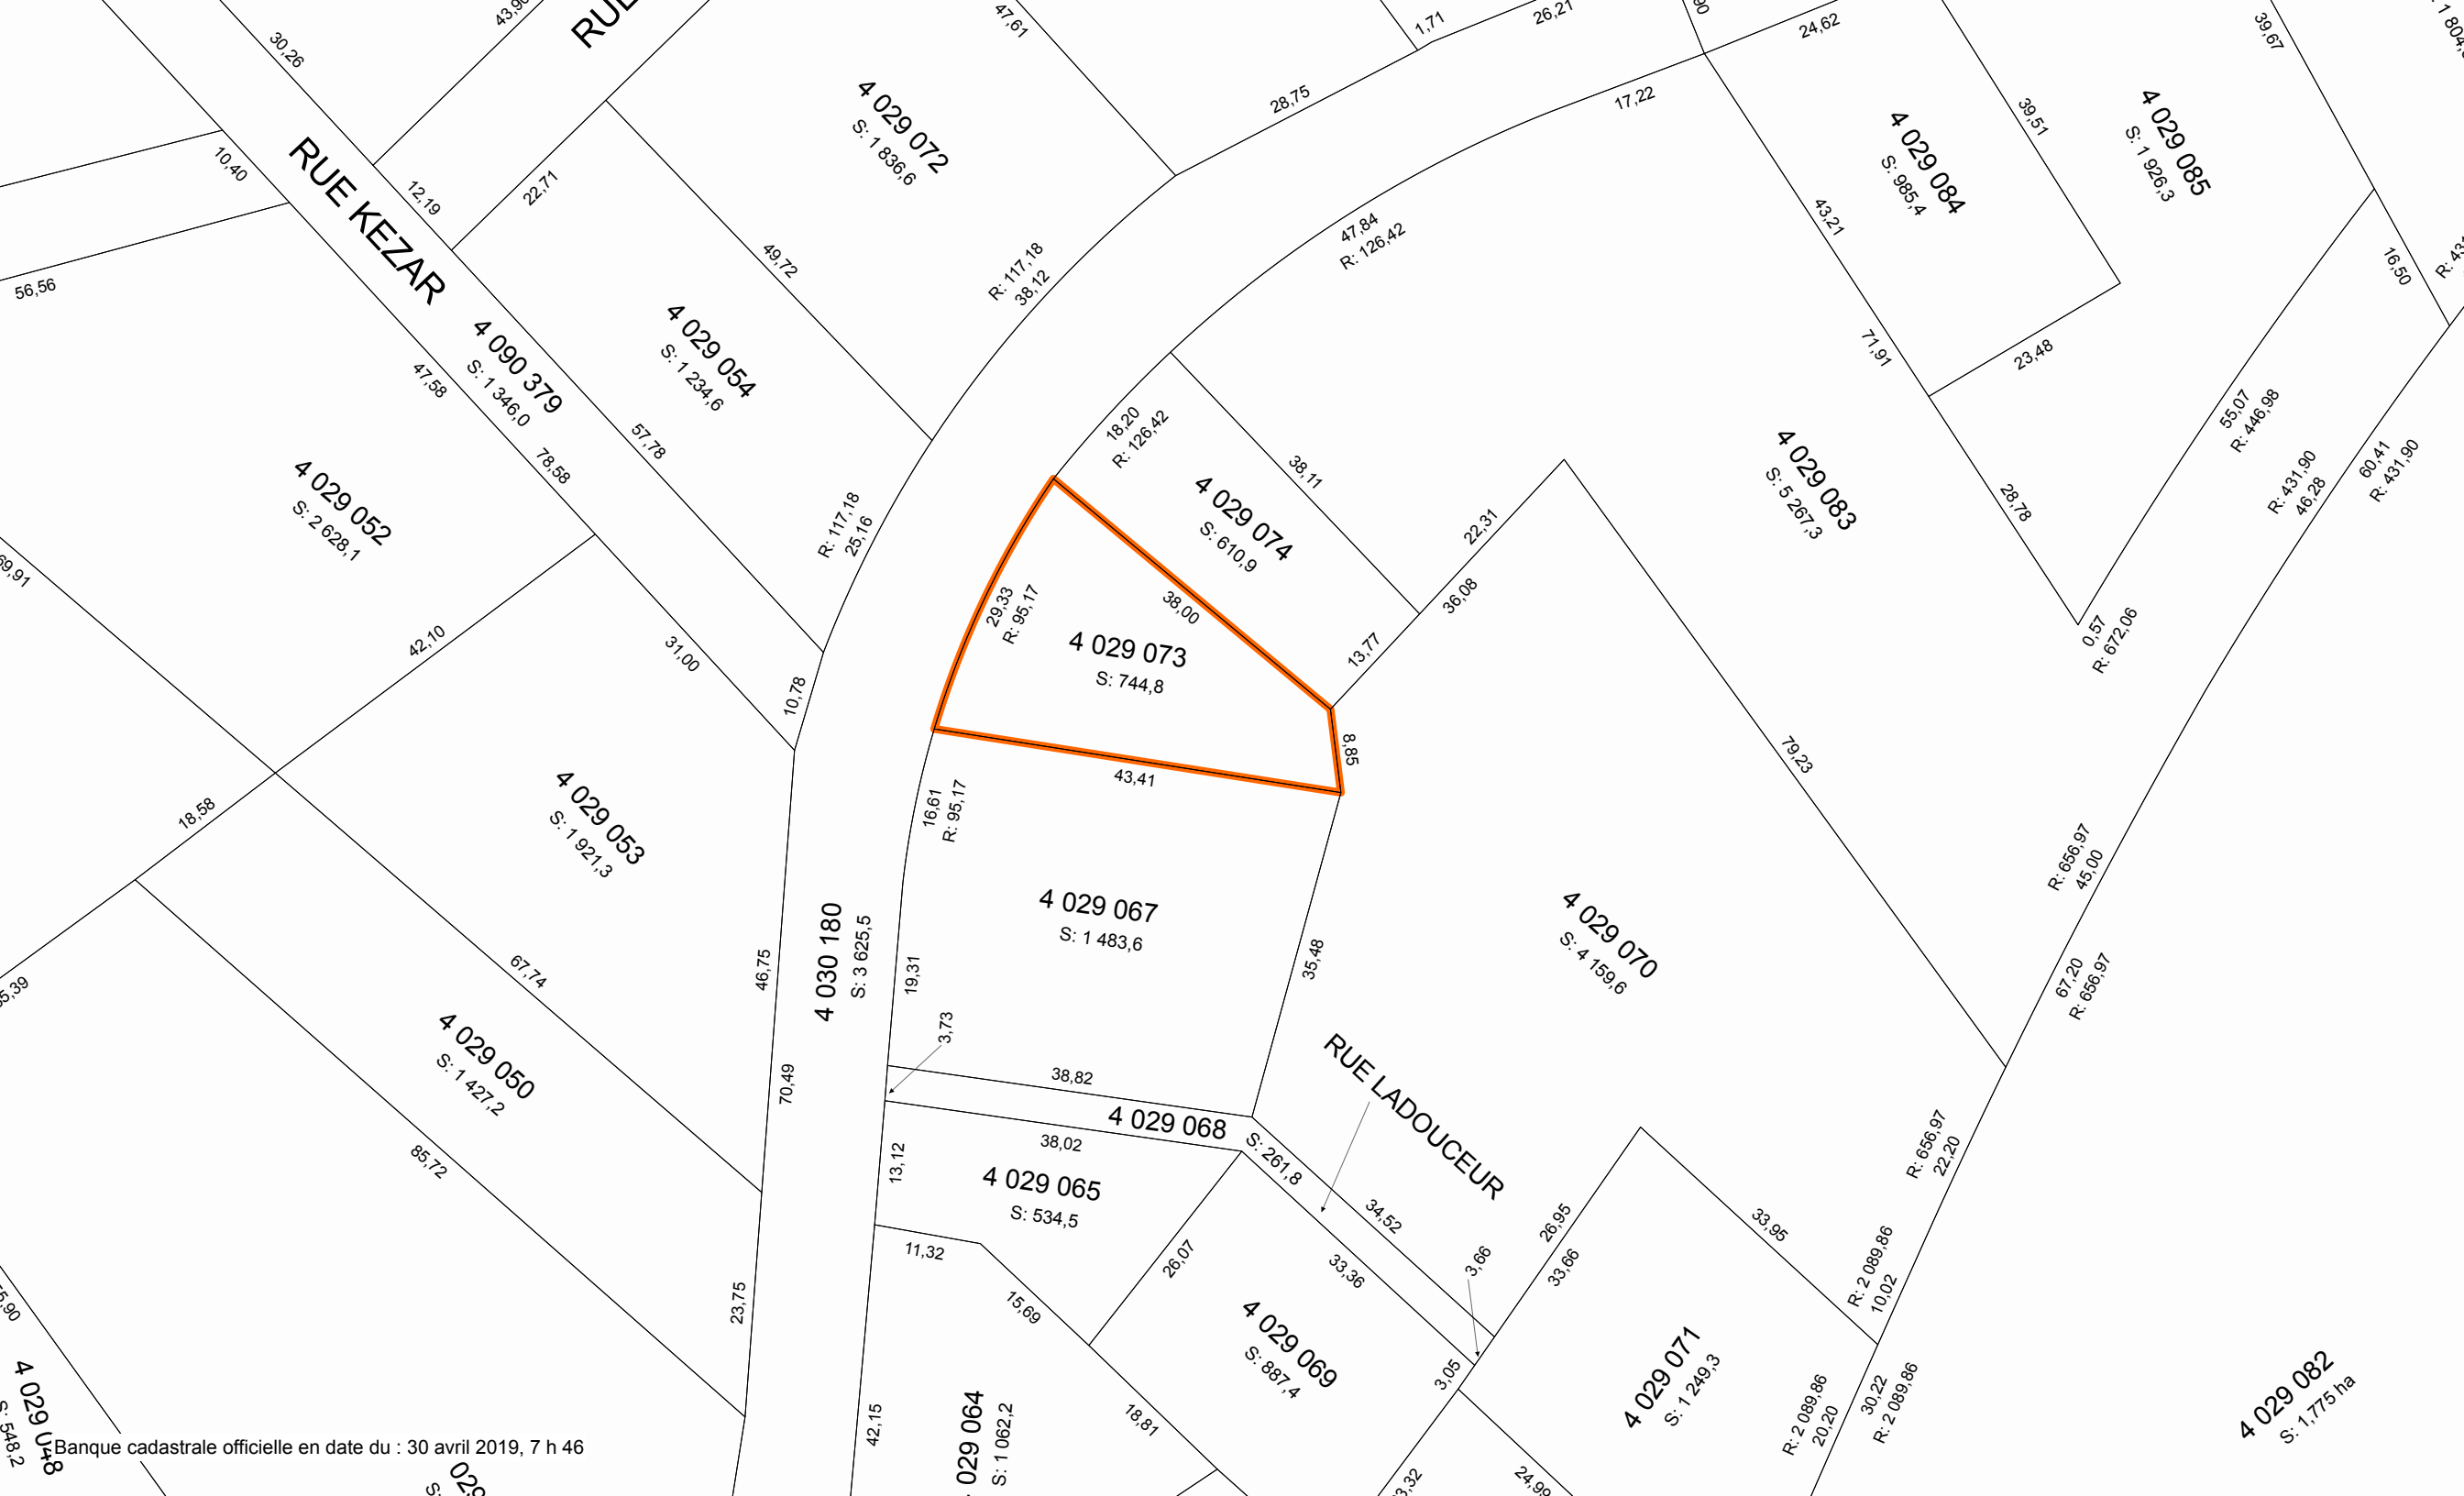 30,26
43,90
RUE
47,61
1,71
26,21
24,62
39,67
28,75
17,22
4 029 072
S: 1 836,6
4 029 084
S: 985,4
39,51
4 029 085
S: 1 926,3
10,40
RUE KEZAR
12,19
22,71
49,72
R: 117,18
38,12
47,84
R: 126,42
43,21
16,50
56,56
4 090 379
S: 1 346,0
47,58
78,58
57,78
4 029 054
S: 1 234,6
71,91
23,48
55,07
R: 446,98
60,41
R: 431,90
R: 431,90
46,28
4 029 052
S: 2 628,1
18,20
R: 126,42
38,11
4 029 074
S: 610,9
22,31
36,08
13,77
4 029 083
S: 5 267,3
28,78
0,57
R: 672,06
69,91
42,10
31,00
10,78
R: 117,18
25,16
29,33
R: 95,17
38,00
4 029 073
S: 744,8
8,85
43,41
79,23
18,58
4 029 053
S: 1 921,3
16,61
R: 95,17
4 029 067
S: 1 483,6
35,48
4 029 070
S: 4 159,6
R: 656,97
45,00
67,20
R: 656,97
4 030 180
S: 3 625,5
46,75
67,74
19,31
3,73
4 029 050
S: 1 427,2
70,49
38,82
4 029 068
S: 261,8
38,02
RUE LADOUCEUR
R: 656,97
22,20
85,72
13,12
4 029 065
S: 534,5
34,52
26,95
33,66
3,66
33,95
11,32
26,07
33,36
R: 2 089,86
10,02
23,75
15,69
4 029 069
S: 887,4
3,05
4 029 071
S: 1 249,3
R: 2 089,86
20,20
30,22
R: 2 089,86
4 029 082
S: 1,775 ha
4 029 048
S: 548,2
42,15
029 064
S: 1 062,2
18,81
24,99
Banque cadastrale officielle en date du : 30 avril 2019, 7 h 46